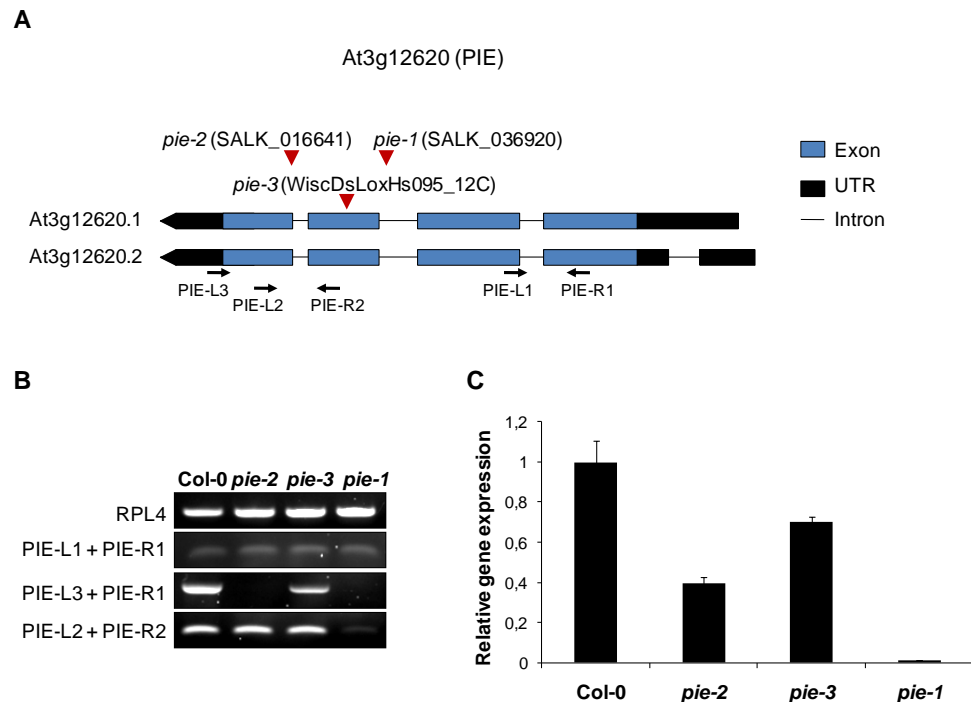 A
At3g12620 (PIE)
pie-2 (SALK_016641) pie-1 (SALK_036920)
pie-3 (WiscDsLoxHs095_12C)
Exon
UTR
Intron
At3g12620.1
At3g12620.2
PIE-L3
PIE-L2
PIE-R2
PIE-L1
PIE-R1
B
Col-0 pie-2 pie-3 pie-1
RPL4
PIE-L1 + PIE-R1
PIE-L3 + PIE-R1
PIE-L2 + PIE-R2
C
Relative gene expression
1,2
1
0,8
0,6
0,4
0,2
0
Col-0 pie-2 pie-3 pie-1